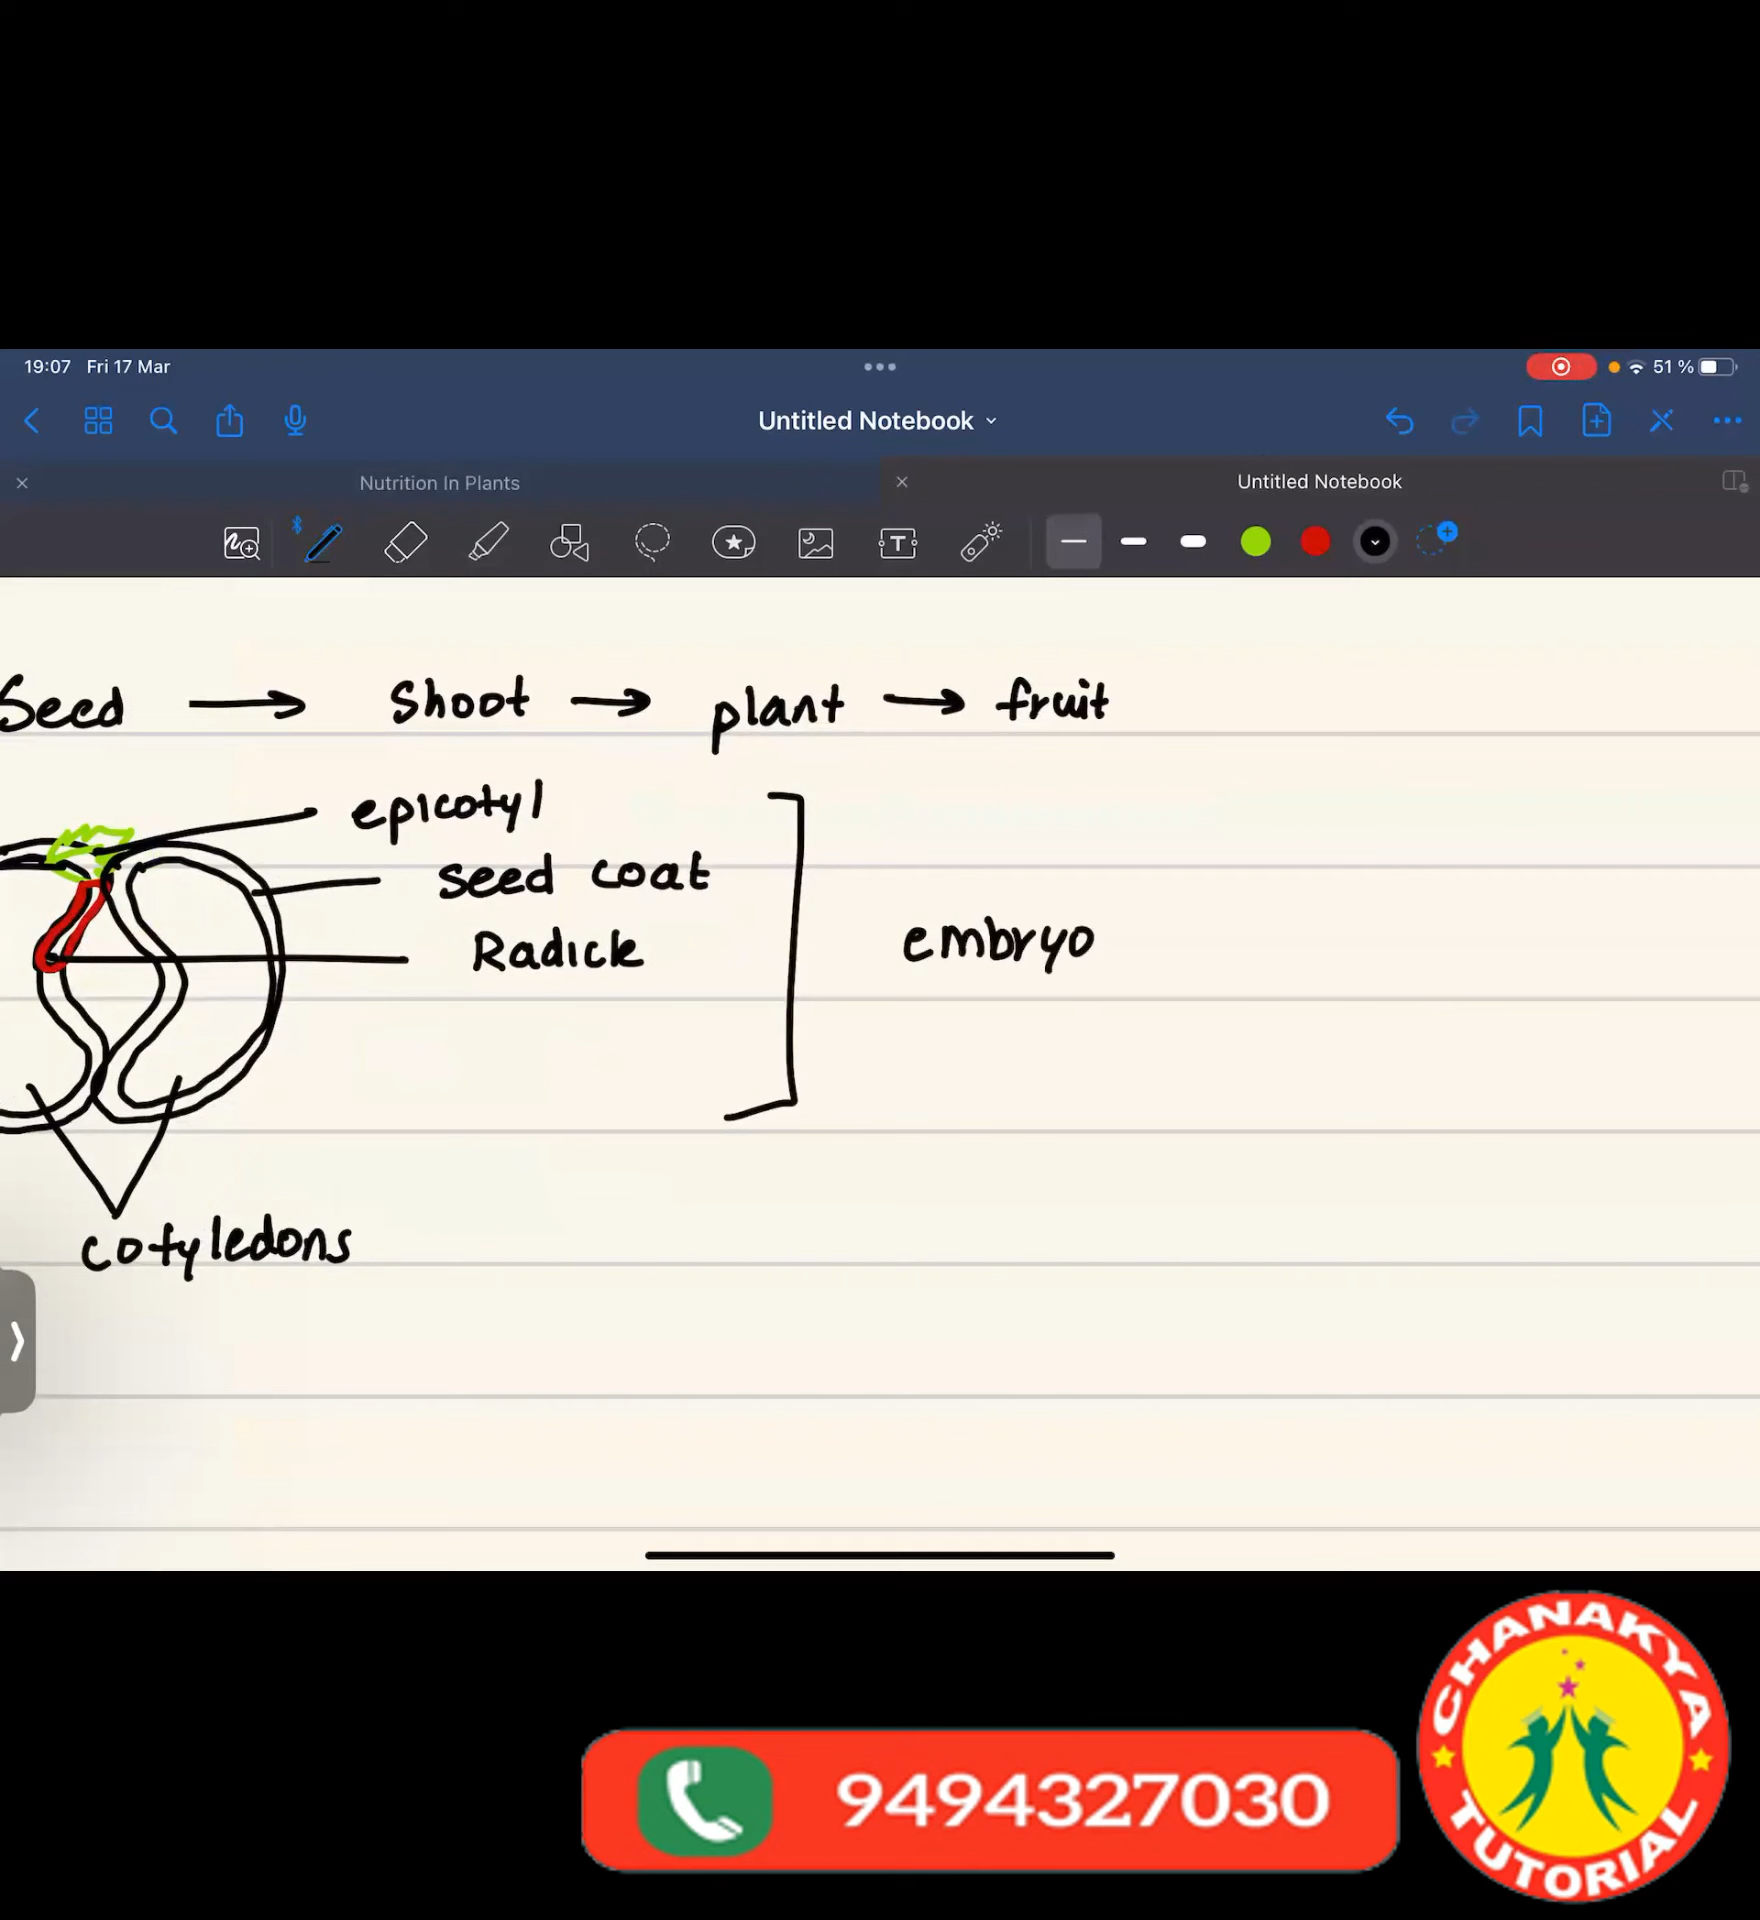 19:07 Fri 17 Mar
51 %
Untitled Notebook
Nutrition In Plants
Untitled Notebook
T
Seed → Shoot → plant → fruit
epicotyl
seed coat
Radicle
embryo
cotyledons
9494327030
CHANAKYA
TUTORIAL